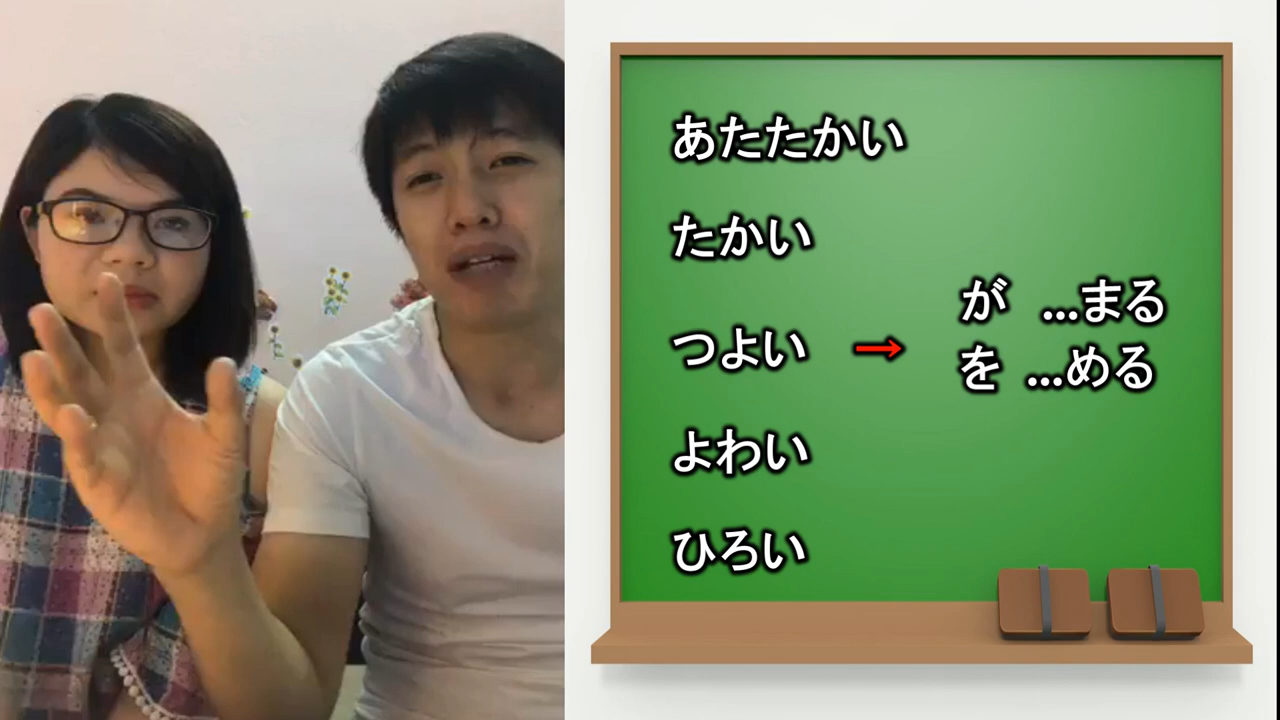 あたたかい
たかい
つよい → が …まる
を …める
よわい
ひろい